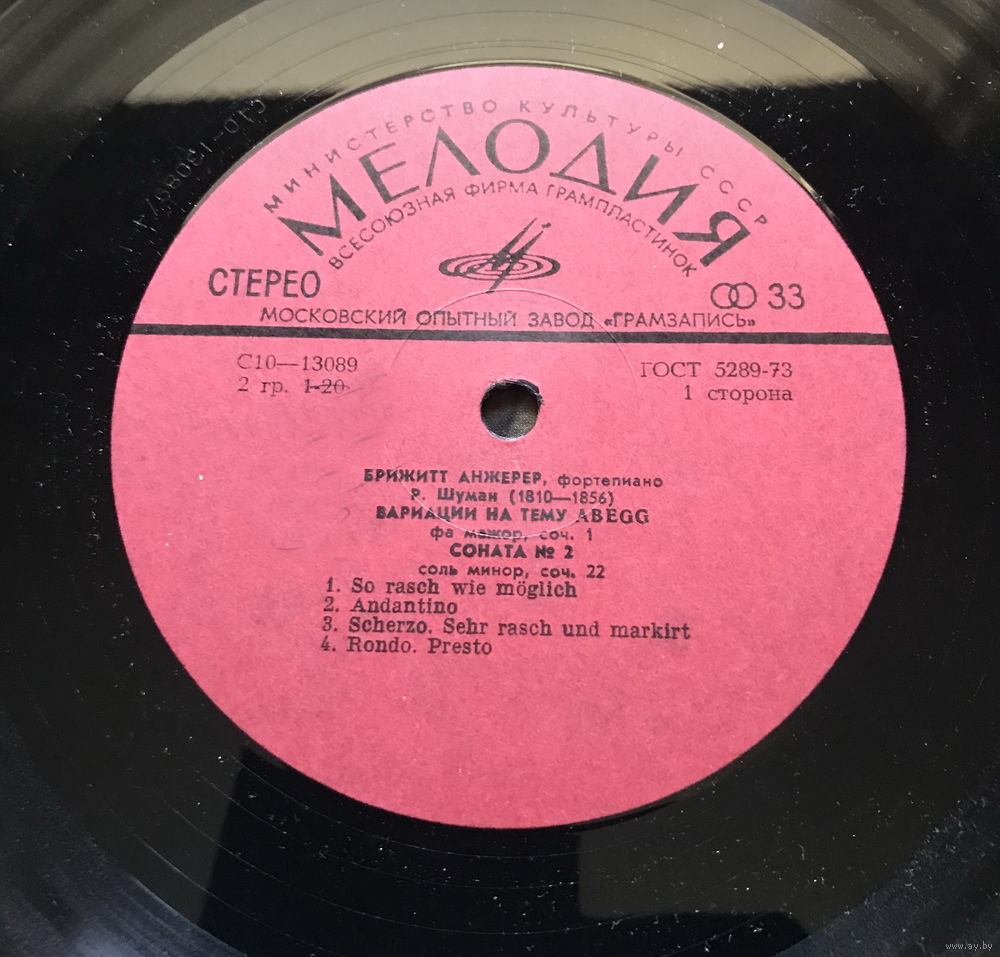 МИНИСТЕРСТВО КУЛЬТУРЫ СССР
МЕЛОДИЯ
ВСЕСОЮЗНАЯ ФИРМА ГРАМПЛАСТИНОК
СТЕРЕО
33
МОСКОВСКИЙ ОПЫТНЫЙ ЗАВОД «ГРАМЗАПИСЬ»
С10—13089
ГОСТ 5289-73
2 гр. 1-20
1 сторона
БРИЖИТТ АНЖЕРЕР, фортепиано
Р. Шуман (1810—1856)
ВАРИАЦИИ НА ТЕМУ ABEGG
фа мажор, соч. 1
СОНАТА № 2
соль минор, соч. 22
1. So rasch wie möglich
2. Andantino
3. Scherzo. Sehr rasch und markirt
4. Rondo. Presto
www.ay.by